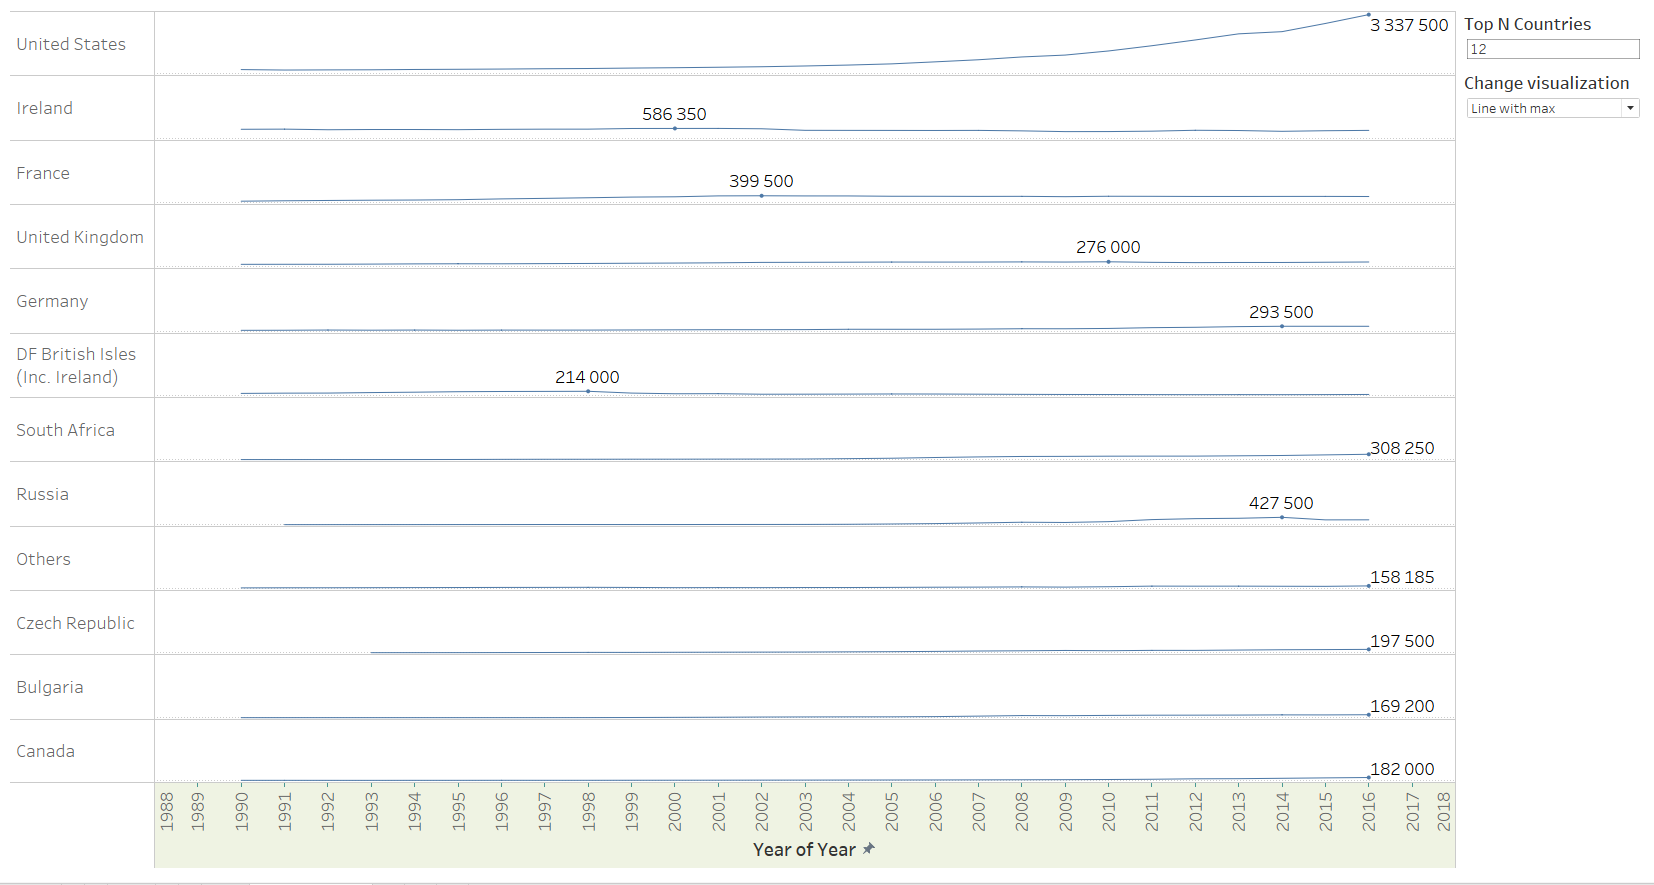 United States
3 337 500
Ireland
586 350
France
399 500
United Kingdom
276 000
Germany
293 500
DF British Isles
(Inc. Ireland)
214 000
South Africa
308 250
Russia
427 500
Others
158 185
Czech Republic
197 500
Bulgaria
169 200
Canada
182 000
1988 1989 1990 1991 1992 1993 1994 1995 1996 1997 1998 1999 2000 2001 2002 2003 2004 2005 2006 2007 2008 2009 2010 2011 2012 2013 2014 2015 2016 2017 2018
Year of Year
Top N Countries
12
Change visualization
Line with max